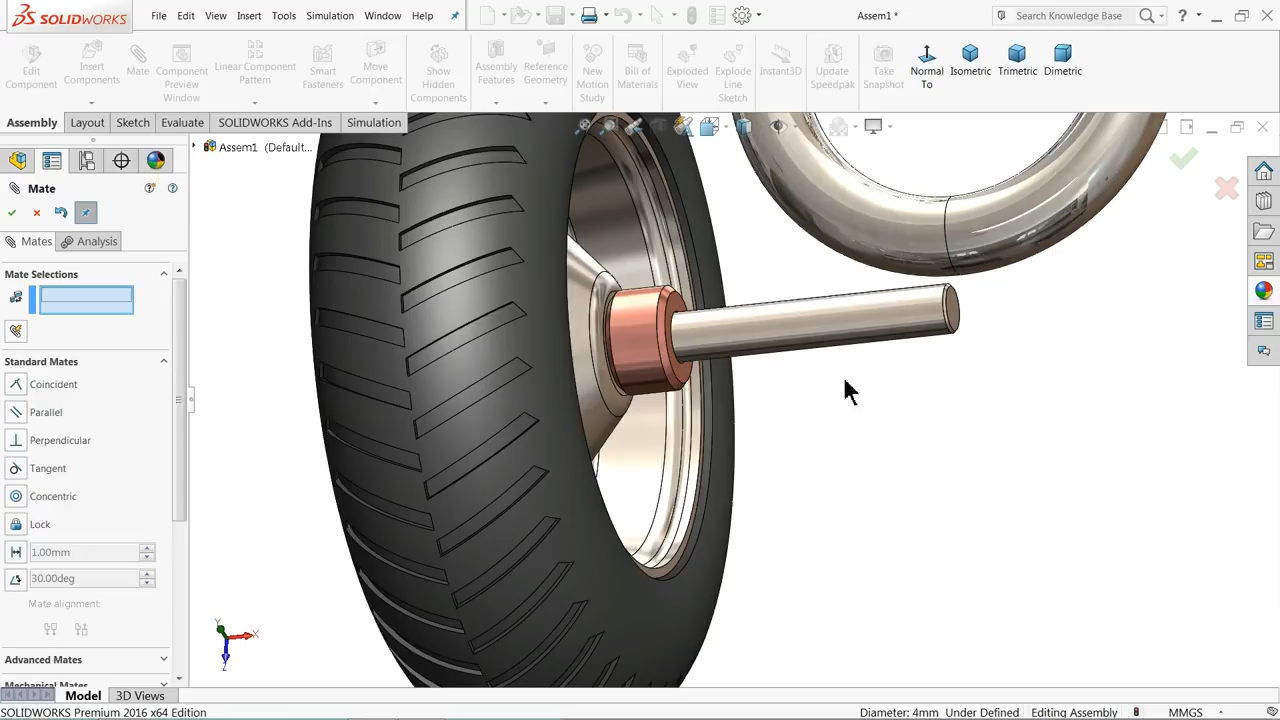 SOLIDWORKS File Edit View Insert Tools Simulation Window Help Assem1 * Search Knowledge Base ?
Edit Component
Insert Components
Mate
Component Preview Window
Linear Component Pattern
Smart Fasteners
Move Component
Show Hidden Components
Assembly Features
Reference Geometry
New Motion Study
Bill of Materials
Exploded View
Explode Line Sketch
Instant3D
Update Speedpak
Take Snapshot
Normal To
Isometric
Trimetric
Dimetric
Assembly Layout Sketch Evaluate SOLIDWORKS Add-Ins Simulation
Assem1 (Default...
Mate
Mates Analysis
Mate Selections
Standard Mates
Coincident
Parallel
Perpendicular
Tangent
Concentric
Lock
1.00mm
30.00deg
Mate alignment:
Advanced Mates
Y X Z
Model 3D Views
SOLIDWORKS Premium 2016 x64 Edition Diameter: 4mm Under Defined Editing Assembly MMGS